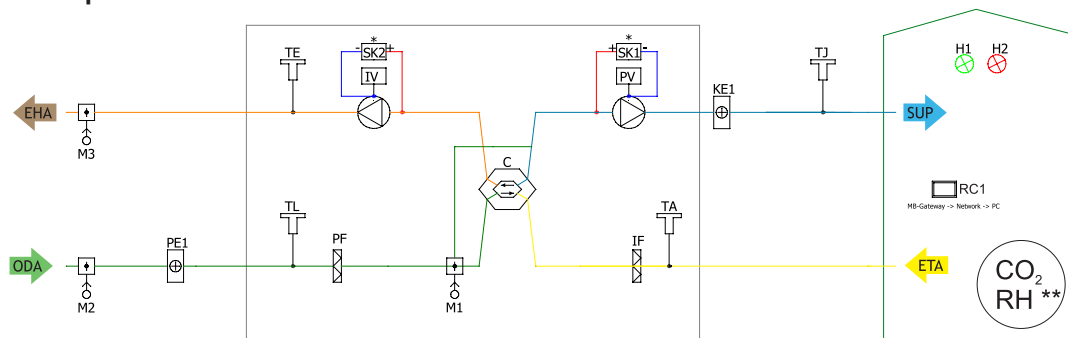 *
*
TE
- SK2 +
+ SK1 -
TJ
H1
H2
IV
PV
KE1
EHA
SUP
M3
C
RC1
MB-Gateway -> Network -> PC
TL
TA
PE1
PF
IF
ODA
ETA
M2
M1
CO2
RH **